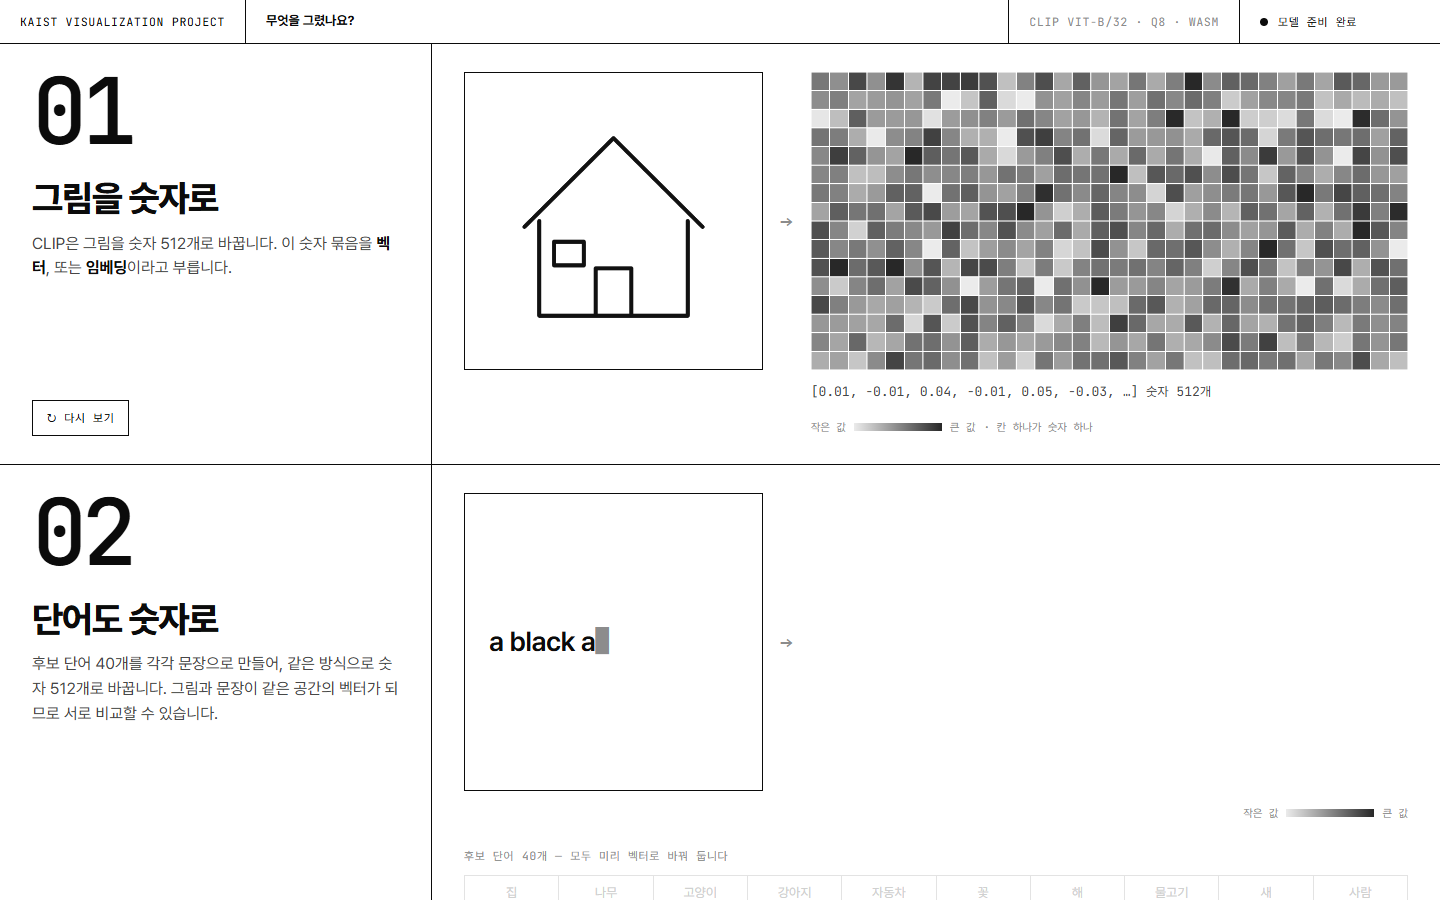 KAIST VISUALIZATION PROJECT
무엇을 그렸나요?
CLIP VIT-B/32 · Q8 · WASM
모델 준비 완료
01
그림을 숫자로
CLIP은 그림을 숫자 512개로 바꿉니다. 이 숫자 묶음을 벡
터, 또는 임베딩이라고 부릅니다.
↻ 다시 보기
→
[0.01, -0.01, 0.04, -0.01, 0.05, -0.03, …] 숫자 512개
작은 값 큰 값 · 칸 하나가 숫자 하나
02
단어도 숫자로
후보 단어 40개를 각각 문장으로 만들어, 같은 방식으로 숫
자 512개로 바꿉니다. 그림과 문장이 같은 공간의 벡터가 되
므로 서로 비교할 수 있습니다.
a black a
→
작은 값 큰 값
후보 단어 40개 — 모두 미리 벡터로 바꿔 둡니다
집 나무 고양이 강아지 자동차 꽃 해 물고기 새 사람